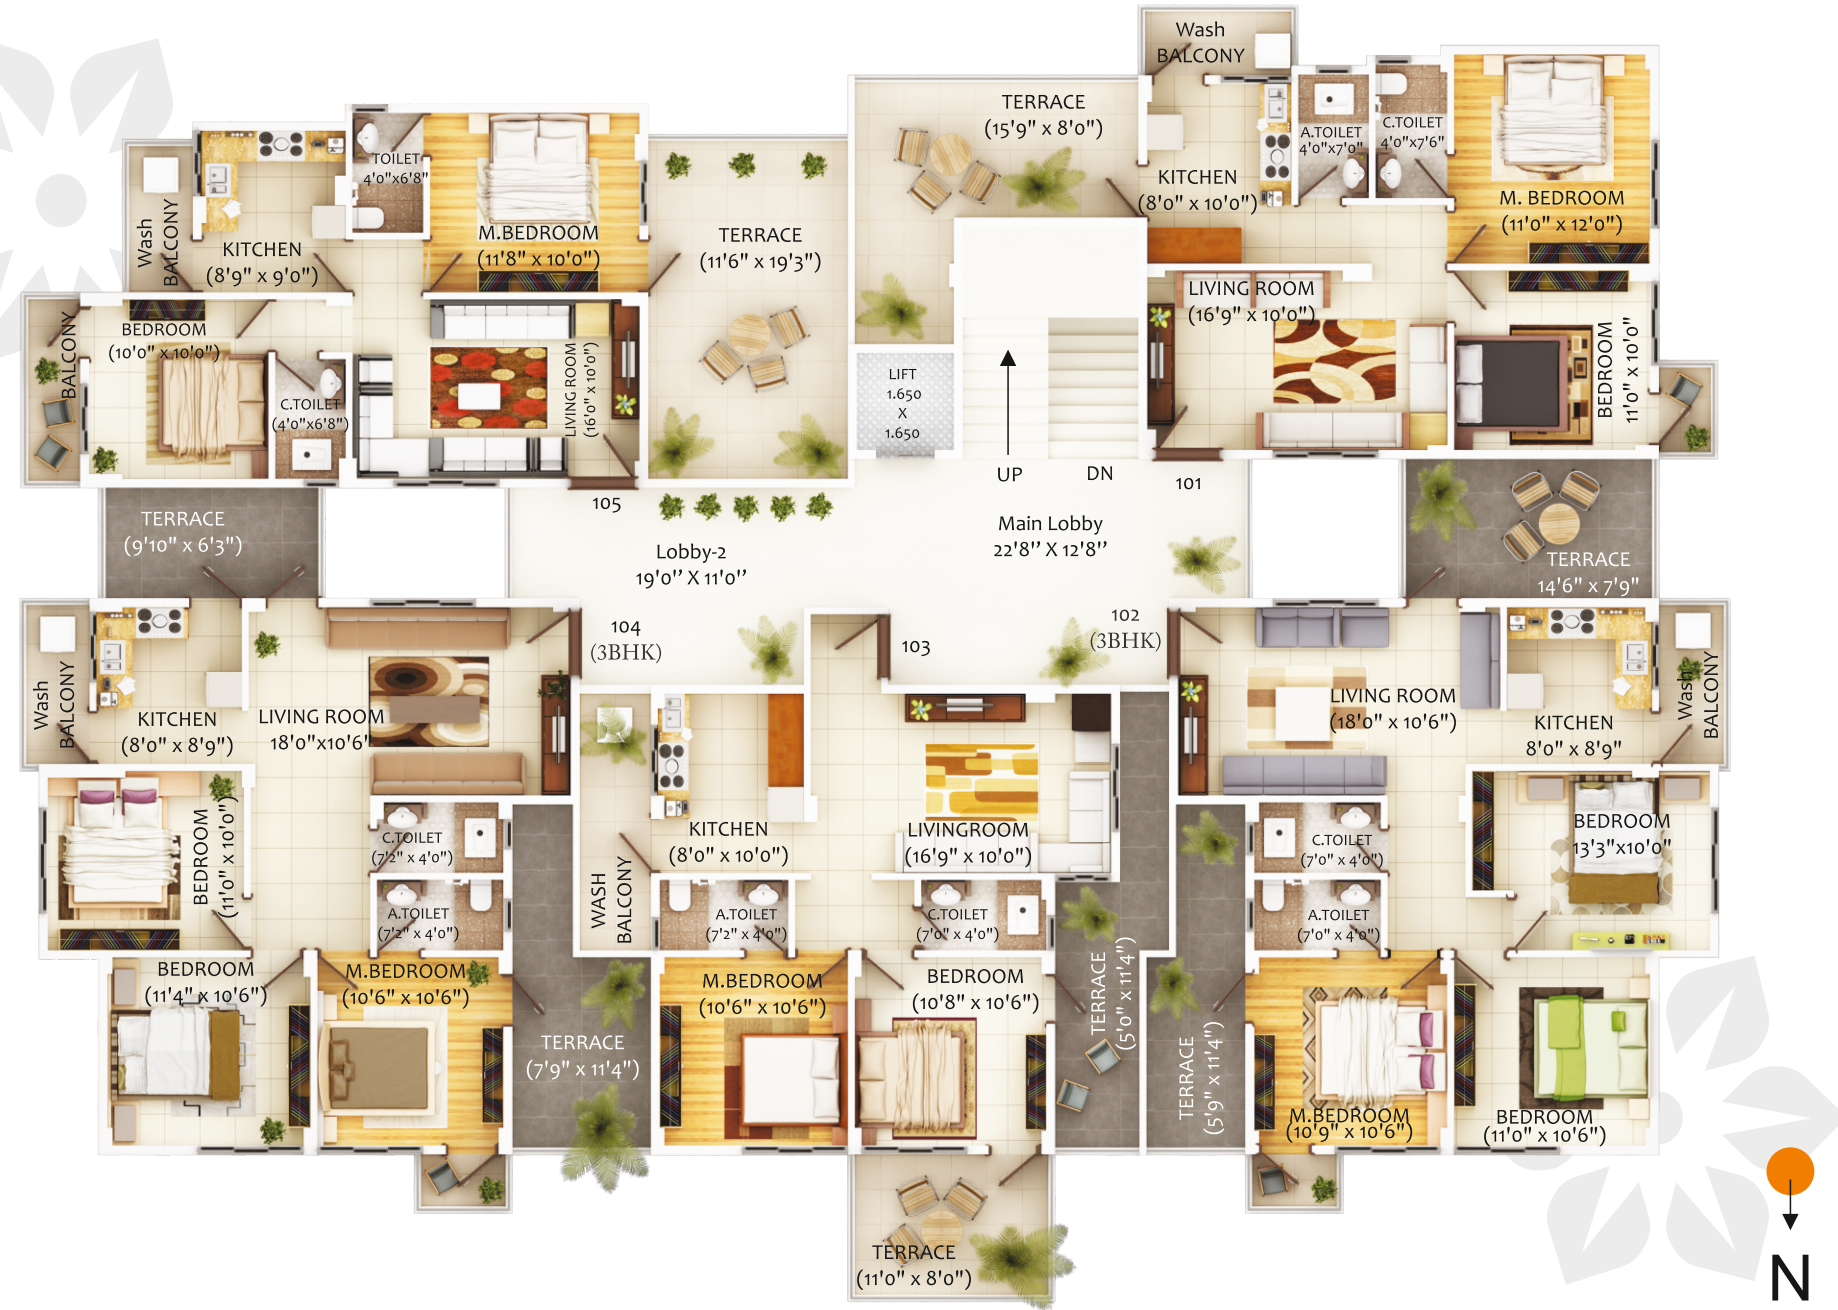 Wash
BALCONY
TERRACE
(15'9" x 8'0")
KITCHEN
(8'0" x 10'0")
A.TOILET
4'0"x7'0"
C.TOILET
4'0"x7'6"
M. BEDROOM
(11'0" x 12'0")
LIVING ROOM
(16'9" x 10'0")
BEDROOM
11'0" x 10'0")
TOILET
4'0"x6'8"
M.BEDROOM
(11'8" x 10'0")
Wash
BALCONY
KITCHEN
(8'9" x 9'0")
TERRACE
(11'6" x 19'3")
BALCONY
BEDROOM
(10'0" x 10'0")
C.TOILET
(4'0"x6'8")
LIVING ROOM
(16'0" x 10'0")
LIFT
1.650
X
1.650
UP
DN
101
105
TERRACE
(9'10" x 6'3")
Lobby-2
19'0'' X 11'0''
Main Lobby
22'8'' X 12'8''
TERRACE
14'6" x 7'9"
104
(3BHK)
103
102
(3BHK)
Wash
BALCONY
KITCHEN
(8'0" x 8'9")
LIVING ROOM
18'0"x10'6"
LIVING ROOM
(18'0" x 10'6")
KITCHEN
8'0" x 8'9"
Wash
BALCONY
BEDROOM
(11'0" x 10'0")
C.TOILET
(7'2" x 4'0")
A.TOILET
(7'2" x 4'0")
WASH
BALCONY
KITCHEN
(8'0" x 10'0")
LIVINGROOM
(16'9" x 10'0")
A.TOILET
(7'2" x 4'0")
C.TOILET
(7'0" x 4'0")
C.TOILET
(7'0" x 4'0")
A.TOILET
(7'0" x 4'0")
BEDROOM
13'3"x10'0"
BEDROOM
(11'4" x 10'6")
M.BEDROOM
(10'6" x 10'6")
TERRACE
(7'9" x 11'4")
M.BEDROOM
(10'6" x 10'6")
BEDROOM
(10'8" x 10'6")
TERRACE
(5'0" x 11'4")
TERRACE
(5'9" x 11'4")
M.BEDROOM
(10'9" x 10'6")
BEDROOM
(11'0" x 10'6")
TERRACE
(11'0" x 8'0")
N